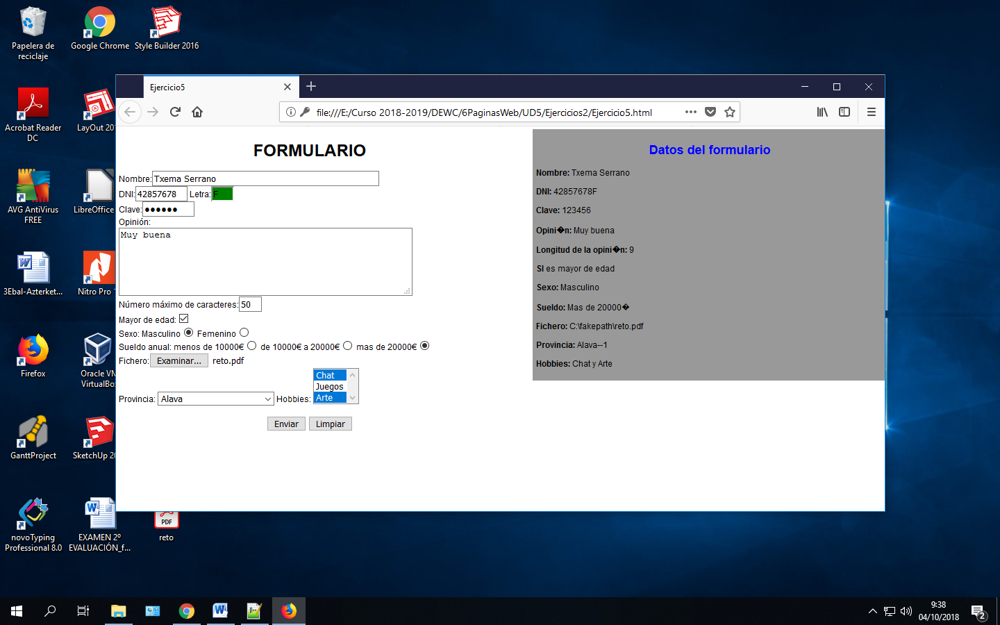 Papelera de reciclaje
Google Chrome
Style Builder 2016
Acrobat Reader DC
LayOut 20
AVG AntiVirus FREE
LibreOffice
3Ebal-Azterket...
Nitro Pro
Firefox
Oracle VM VirtualBox
GanttProject
SketchUp 20
novoTyping Professional 8.0
EXAMEN 2º EVALUACIÓN_f...
PDF
reto
Ejercicio5
file:///E:/Curso 2018-2019/DEWC/6PaginasWeb/UD5/Ejercicios2/Ejercicio5.html
FORMULARIO
Nombre: Txema Serrano
DNI: 42857678 Letra: F
Clave: ●●●●●●
Opinión:
Muy buena
Número máximo de caracteres: 50
Mayor de edad:
Sexo: Masculino Femenino
Sueldo anual: menos de 10000€ de 10000€ a 20000€ mas de 20000€
Fichero: Examinar... reto.pdf
Chat
Juegos
Arte
Provincia: Alava Hobbies:
Enviar Limpiar
Datos del formulario
Nombre: Txema Serrano
DNI: 42857678F
Clave: 123456
Opini�n: Muy buena
Longitud de la opini�n: 9
SI es mayor de edad
Sexo: Masculino
Sueldo: Mas de 20000�
Fichero: C:\fakepath\reto.pdf
Provincia: Alava--1
Hobbies: Chat y Arte
9:38
04/10/2018
2